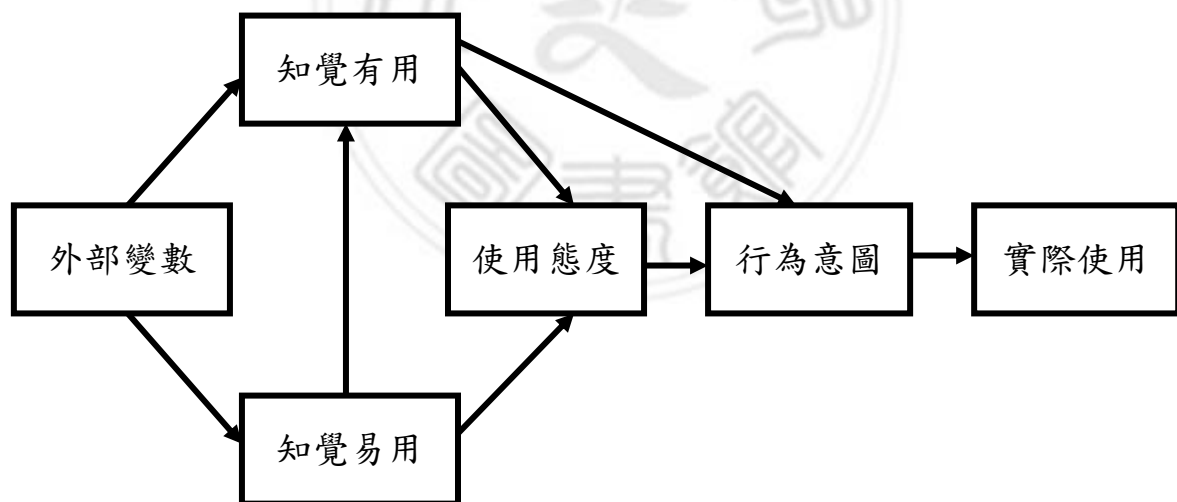 知覺有用
外部變數
使用態度
行為意圖
實際使用
知覺易用